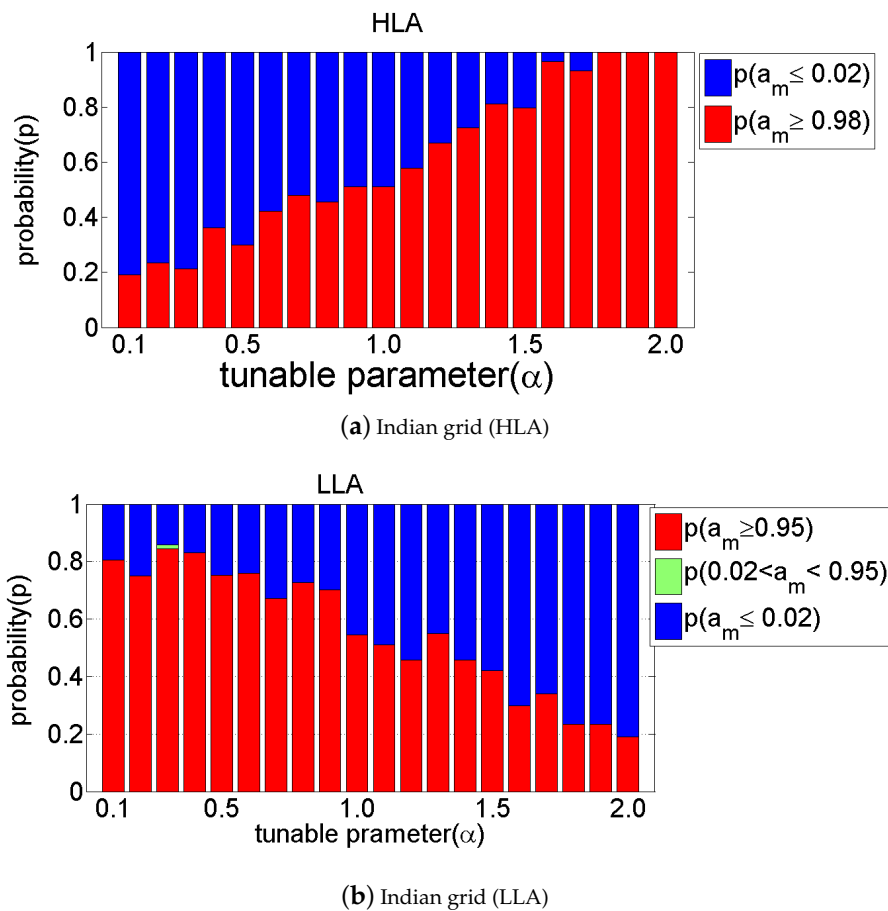 HLA
1
0.8
0.6
0.4
0.2
0
probability(p)
0.1 0.5 1.0 1.5 2.0
tunable parameter(α)
p(a_m ≤ 0.02)
p(a_m ≥ 0.98)
(a) Indian grid (HLA)
LLA
1
0.8
0.6
0.4
0.2
0
probability(p)
0.1 0.5 1.0 1.5 2.0
tunable prameter(α)
p(a_m ≥0.95)
p(0.02<a_m< 0.95)
p(a_m ≤ 0.02)
(b) Indian grid (LLA)